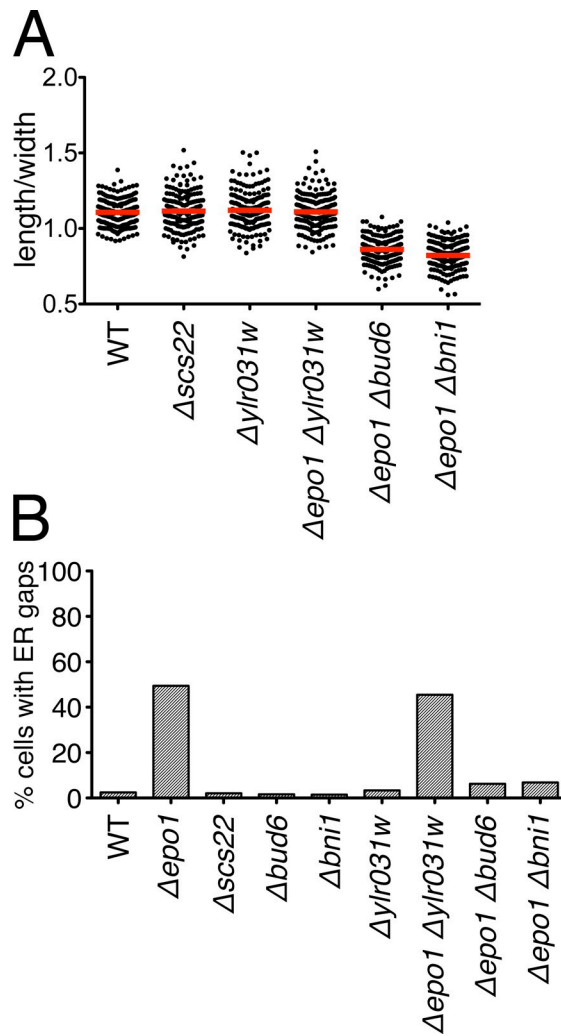 A
2.0
1.5
1.0
0.5
length/width
WT
Δscs22
Δylr031w
Δepo1 Δylr031w
Δepo1 Δbud6
Δepo1 Δbni1
B
100
80
60
40
20
0
% cells with ER gaps
WT
Δepo1
Δscs22
Δbud6
Δbni1
Δylr031w
Δepo1 Δylr031w
Δepo1 Δbud6
Δepo1 Δbni1